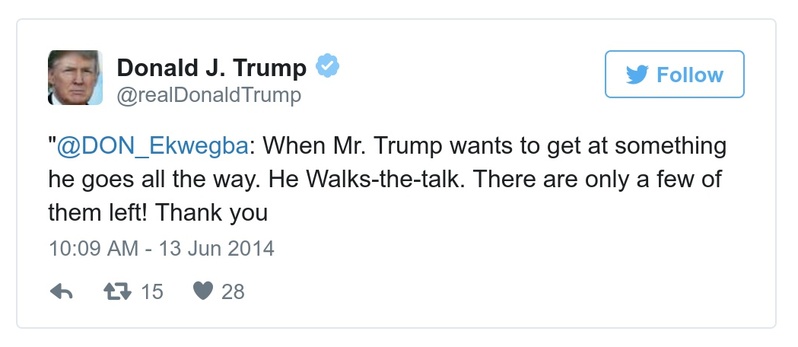 Donald J. Trump
@realDonaldTrump
Follow
"@DON_Ekwegba: When Mr. Trump wants to get at something
he goes all the way. He Walks-the-talk. There are only a few of
them left! Thank you
10:09 AM - 13 Jun 2014
15 28